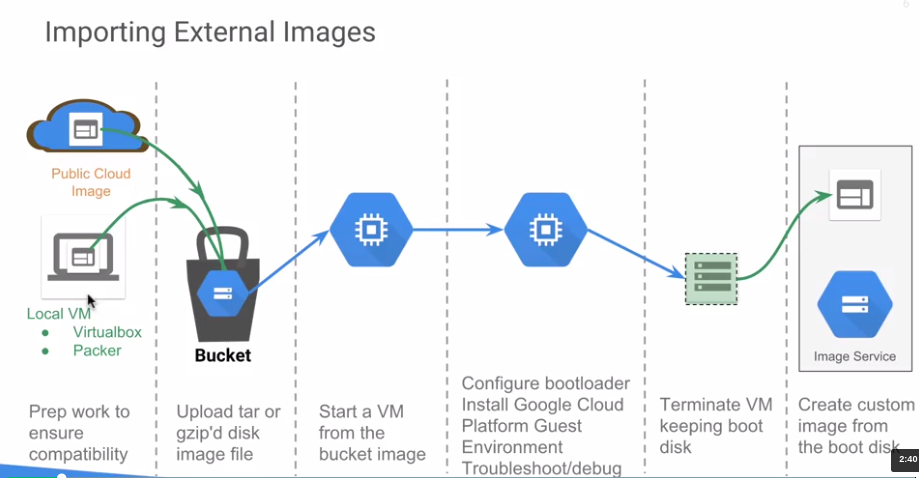 6
Importing External Images
Public Cloud
Image
Local VM
● Virtualbox
● Packer
Bucket
Image Service
Prep work to
ensure
compatibility
Upload tar or
gzip'd disk
image file
Start a VM
from the
bucket image
Configure bootloader
Install Google Cloud
Platform Guest
Environment
Troubleshoot/debug
Terminate VM
keeping boot
disk
Create custom
image from
the boot disk
2:40